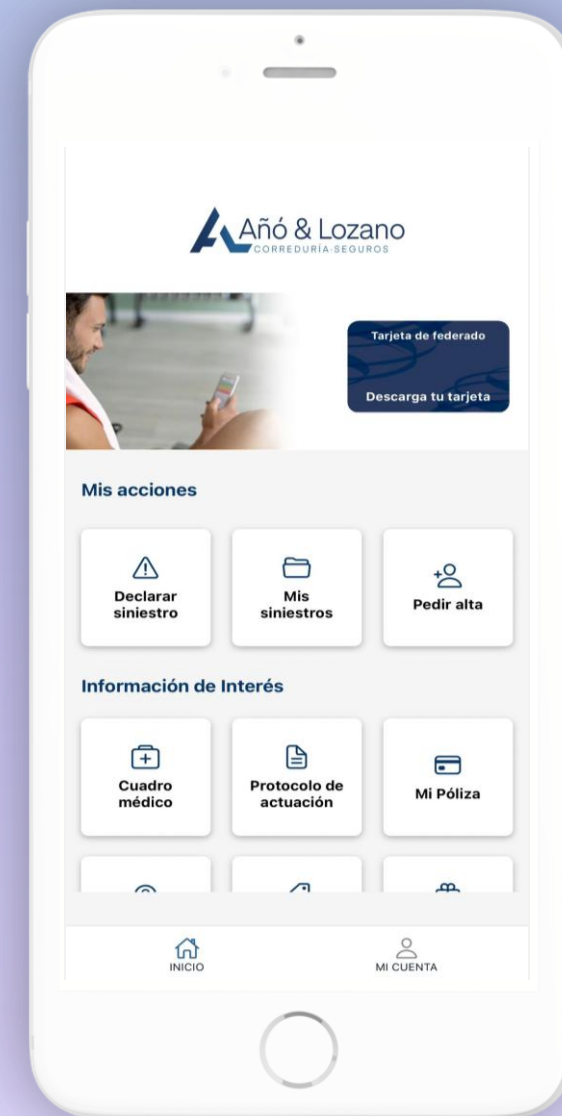 Añó & Lozano
CORREDURÍA-SEGUROS
Tarjeta de federado
Descarga tu tarjeta
Mis acciones
Declarar
siniestro
Mis
siniestros
Pedir alta
Información de Interés
Cuadro
médico
Protocolo de
actuación
Mi Póliza
INICIO
MI CUENTA